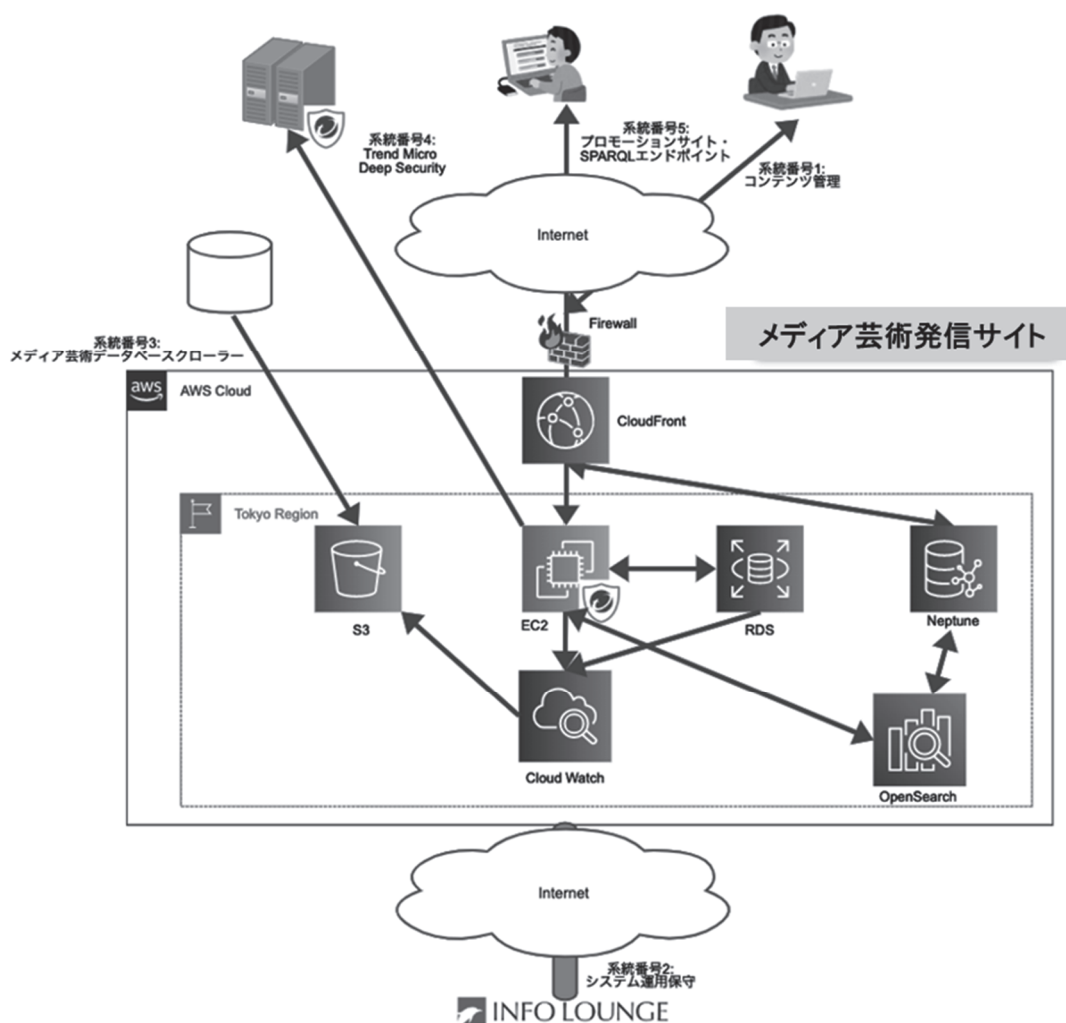 系統番号4:
Trend Micro
Deep Security
系統番号5:
プロモーションサイト・
SPARQLエンドポイント
系統番号1:
コンテンツ管理
Internet
Firewall
メディア芸術発信サイト
系統番号3:
メディア芸術データベースクローラー
aws
AWS Cloud
CloudFront
Tokyo Region
S3
EC2
RDS
Neptune
Cloud Watch
OpenSearch
Internet
系統番号2:
システム運用保守
INFO LOUNGE